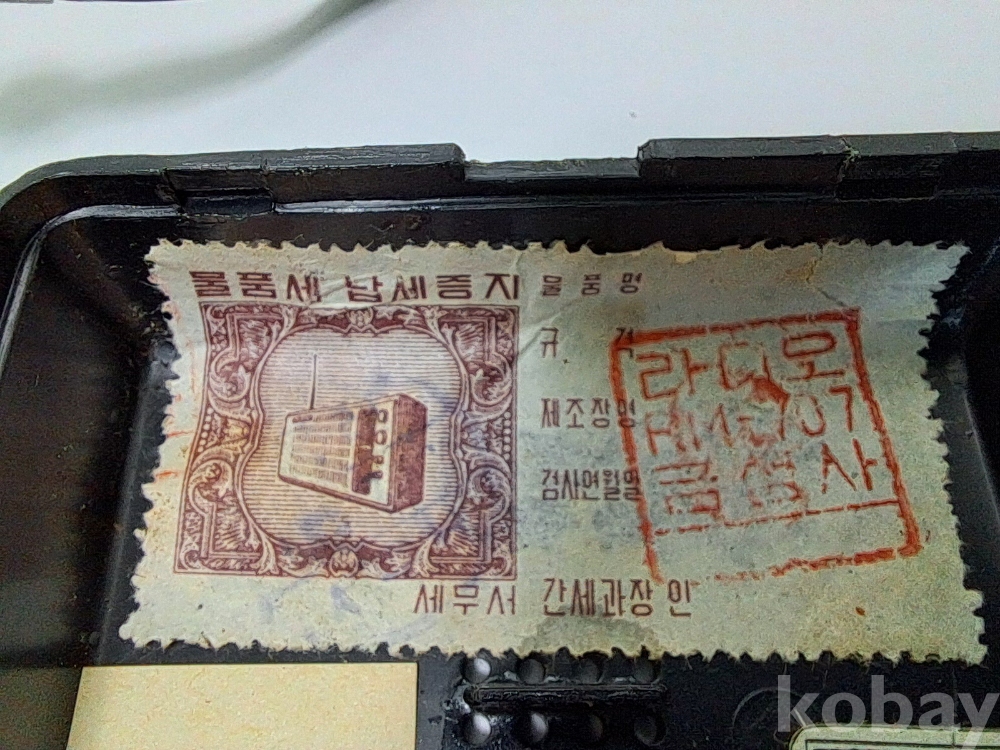 물품세 납세증지
물품명
규격
제조장명
검사연월일
세무서 간세과장인
라디오
kobay